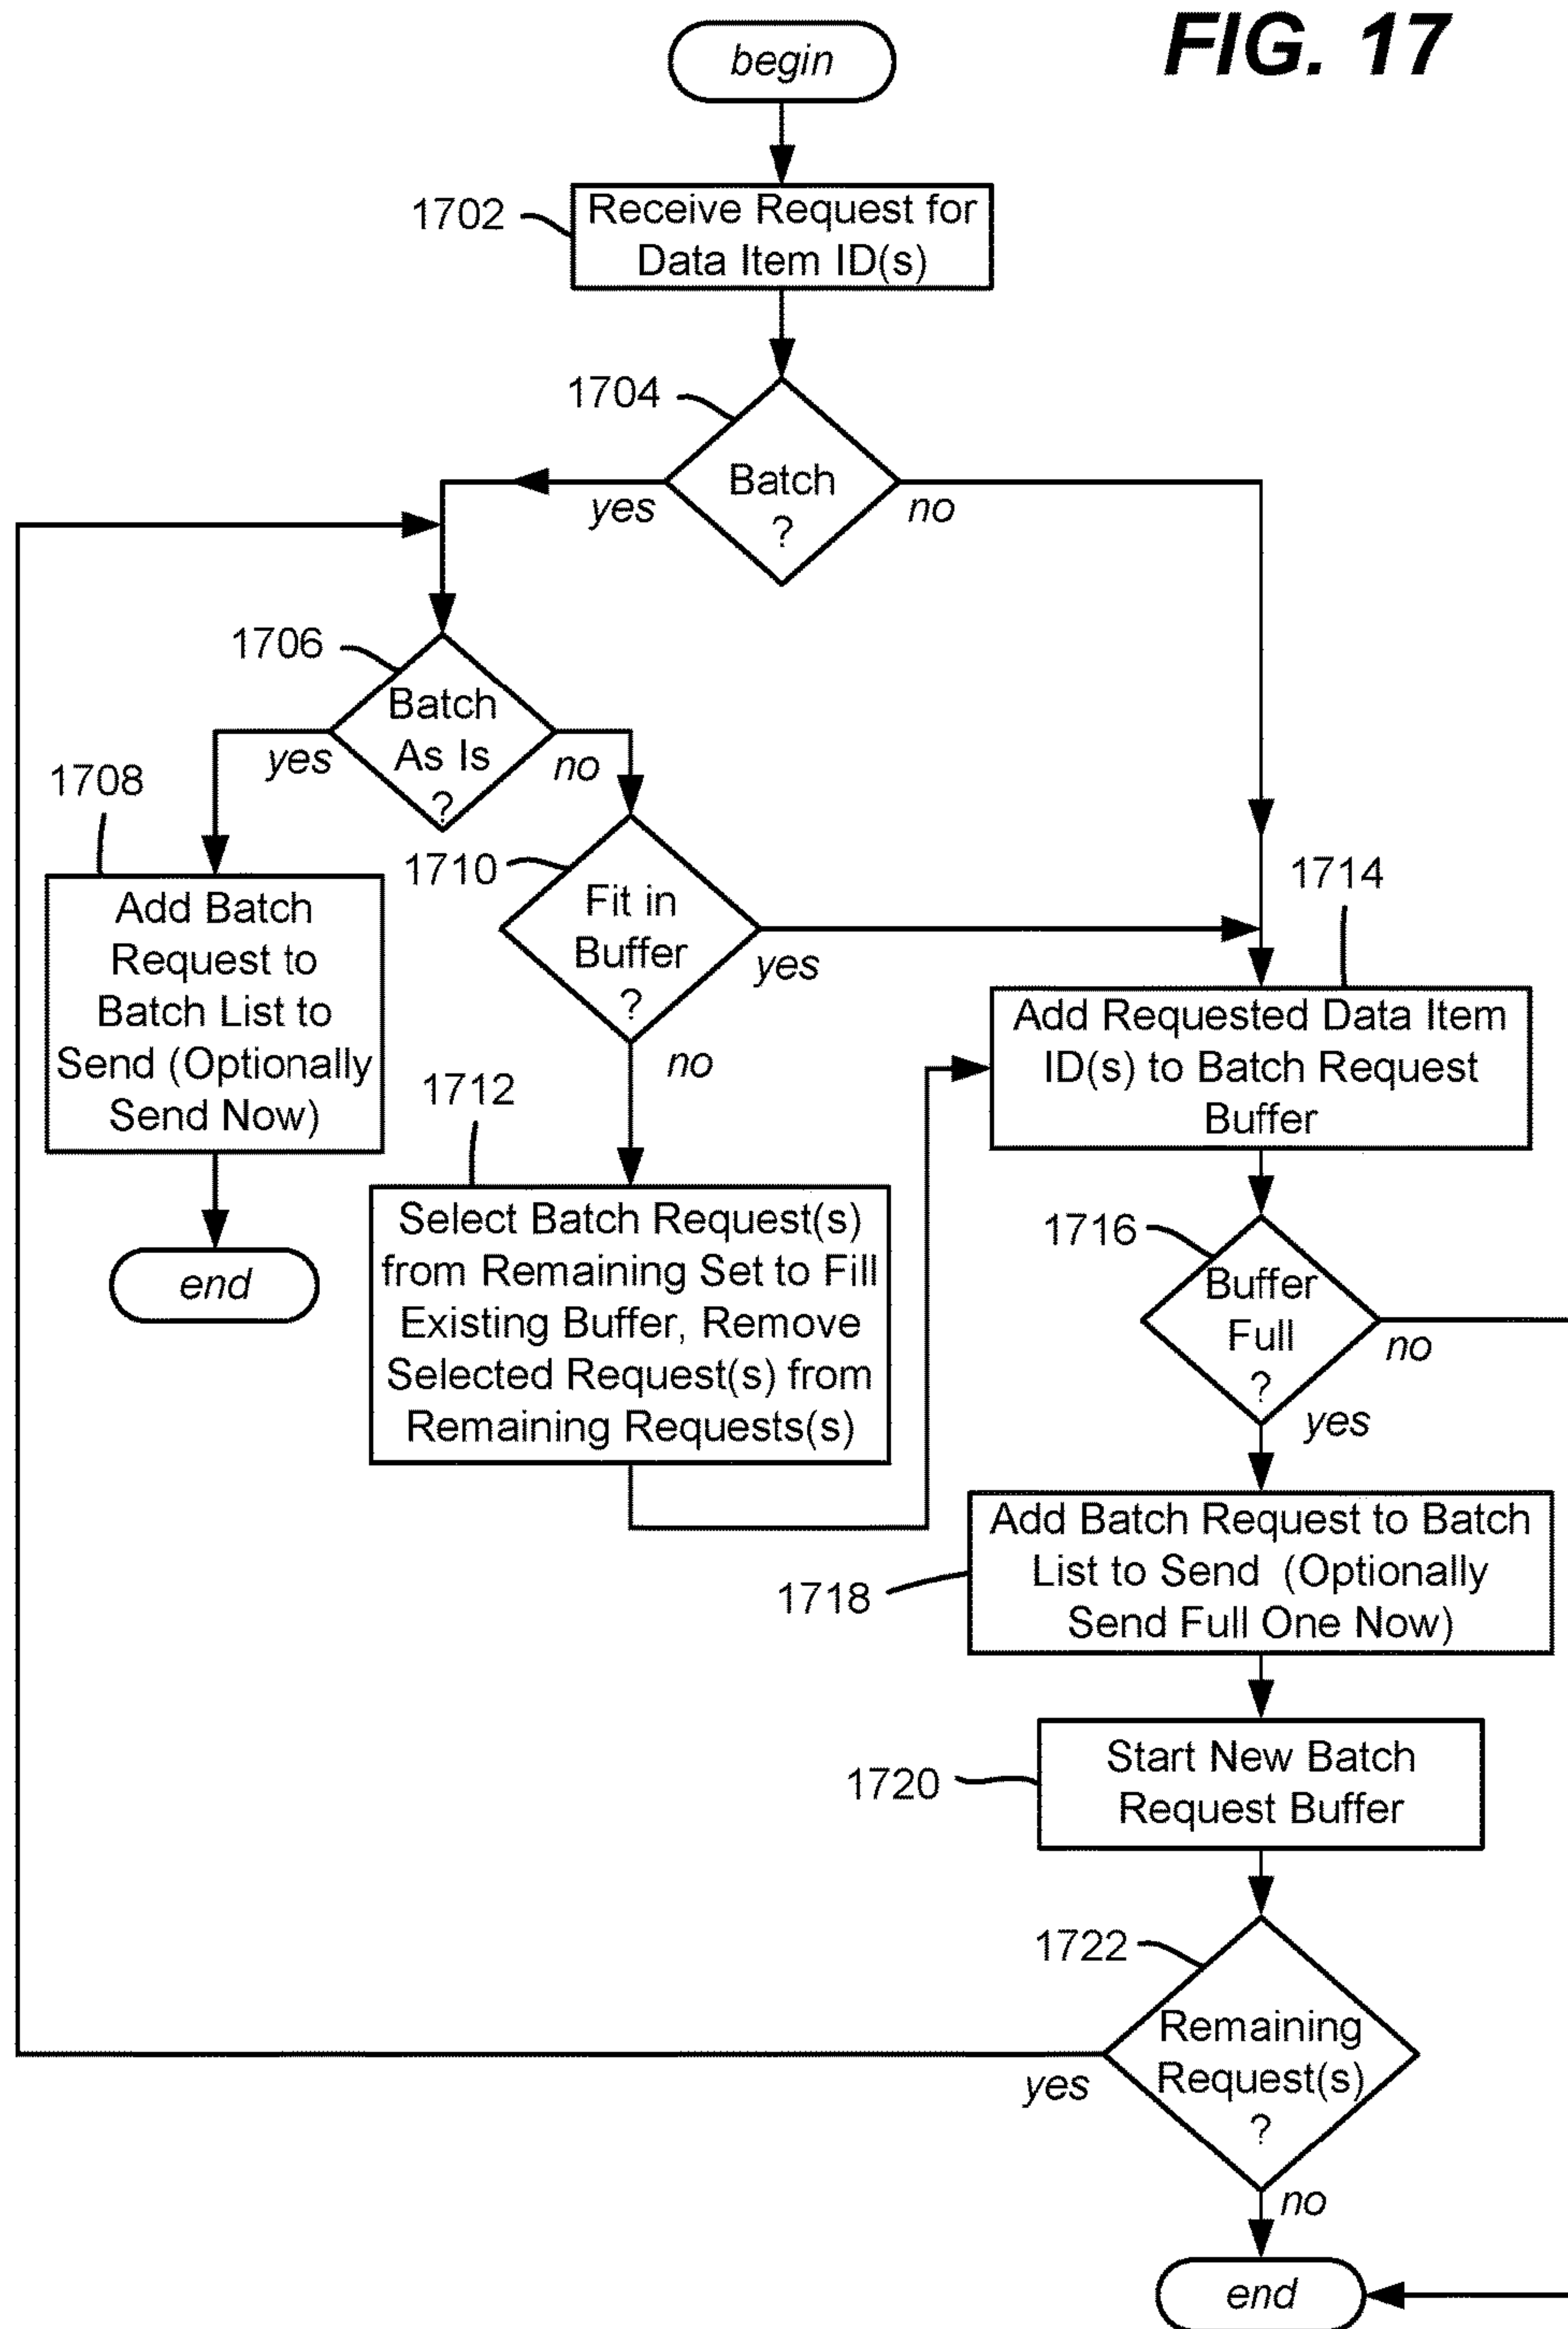 FIG. 17
begin
1702
Receive Request for
Data Item ID(s)
1704
Batch
?
yes
no
1706
Batch
As Is
?
yes
no
1708
Add Batch
Request to
Batch List to
Send (Optionally
Send Now)
end
1710
Fit in
Buffer
?
yes
no
1712
Select Batch Request(s)
from Remaining Set to Fill
Existing Buffer, Remove
Selected Request(s) from
Remaining Requests(s)
1714
Add Requested Data Item
ID(s) to Batch Request
Buffer
1716
Buffer
Full
?
no
yes
1718
Add Batch Request to Batch
List to Send (Optionally
Send Full One Now)
1720
Start New Batch
Request Buffer
1722
Remaining
Request(s)
?
yes
no
end